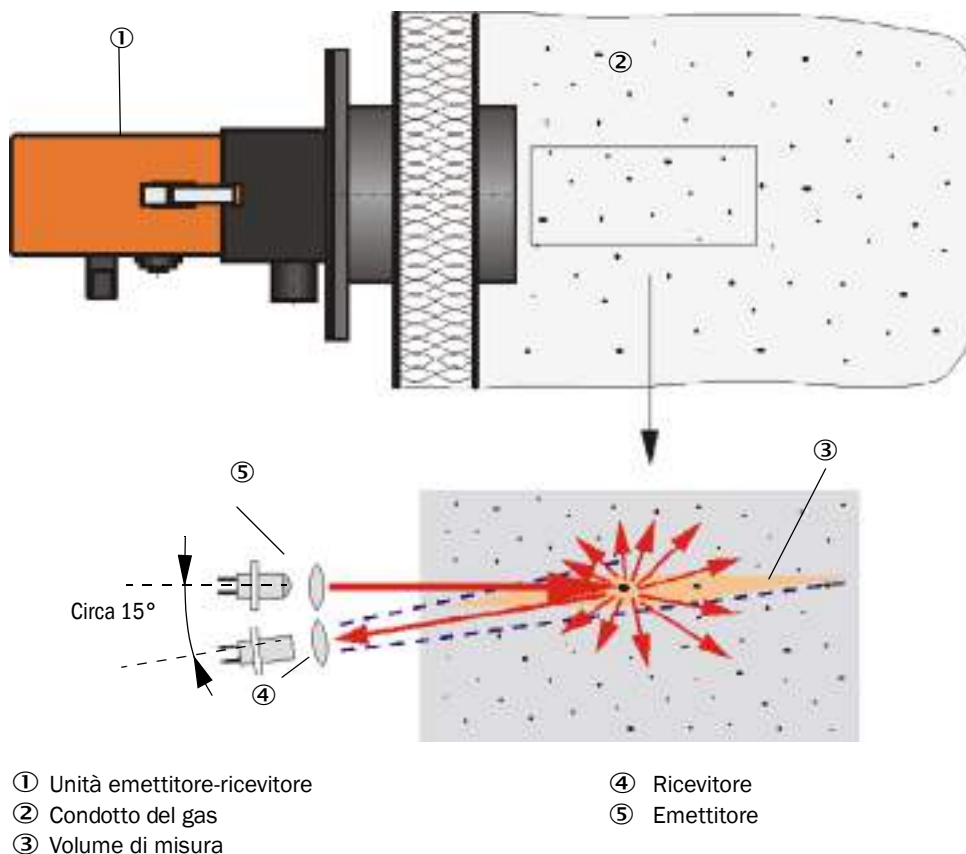 ①
②
③
⑤
Circa 15°
④
① Unità emettitore-ricevitore
② Condotto del gas
③ Volume di misura
④ Ricevitore
⑤ Emettitore